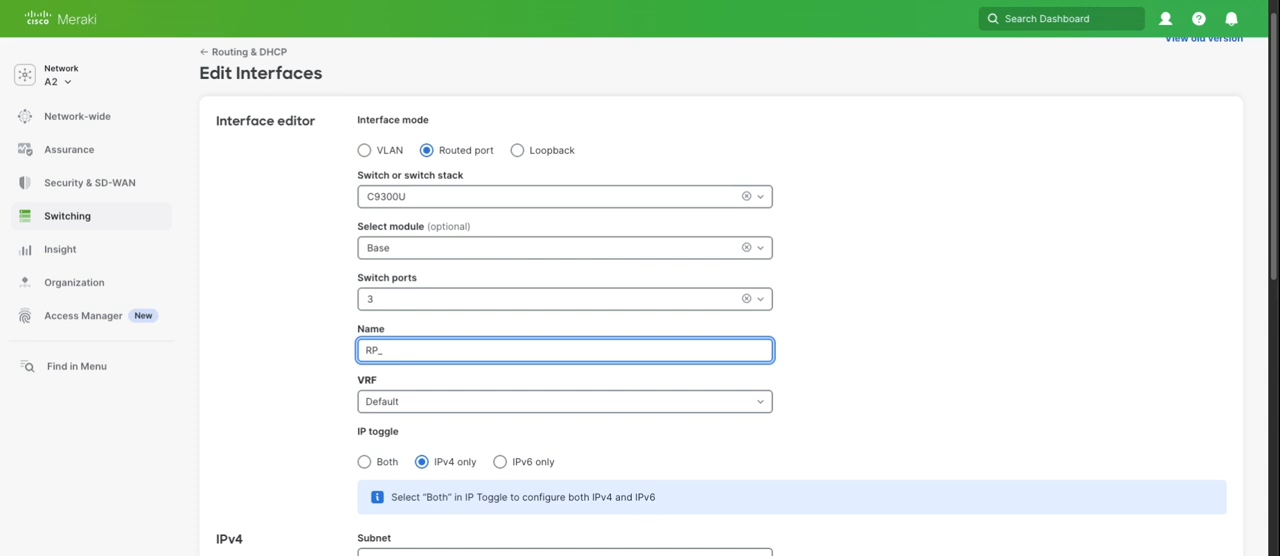 cisco Meraki
Search Dashboard
View old version
Network
A2
Network-wide
Assurance
Security & SD-WAN
Switching
Insight
Organization
Access Manager New
Find in Menu
← Routing & DHCP
Edit Interfaces
Interface editor
Interface mode
VLAN Routed port Loopback
Switch or switch stack
C9300U
Select module (optional)
Base
Switch ports
3
Name
RP_
VRF
Default
IP toggle
Both IPv4 only IPv6 only
Select “Both” in IP Toggle to configure both IPv4 and IPv6
IPv4
Subnet